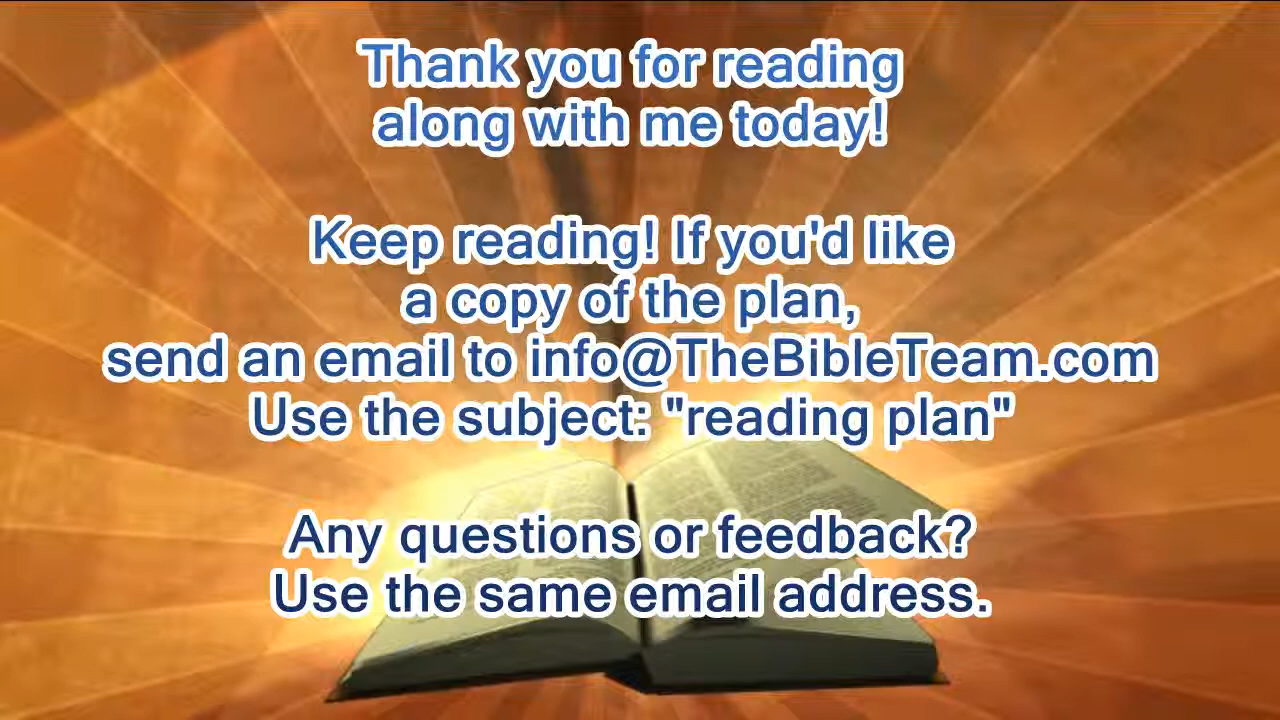 Thank you for reading
along with me today!
Keep reading! If you'd like
a copy of the plan,
send an email to info@TheBibleTeam.com
Use the subject: "reading plan"
Any questions or feedback?
Use the same email address.